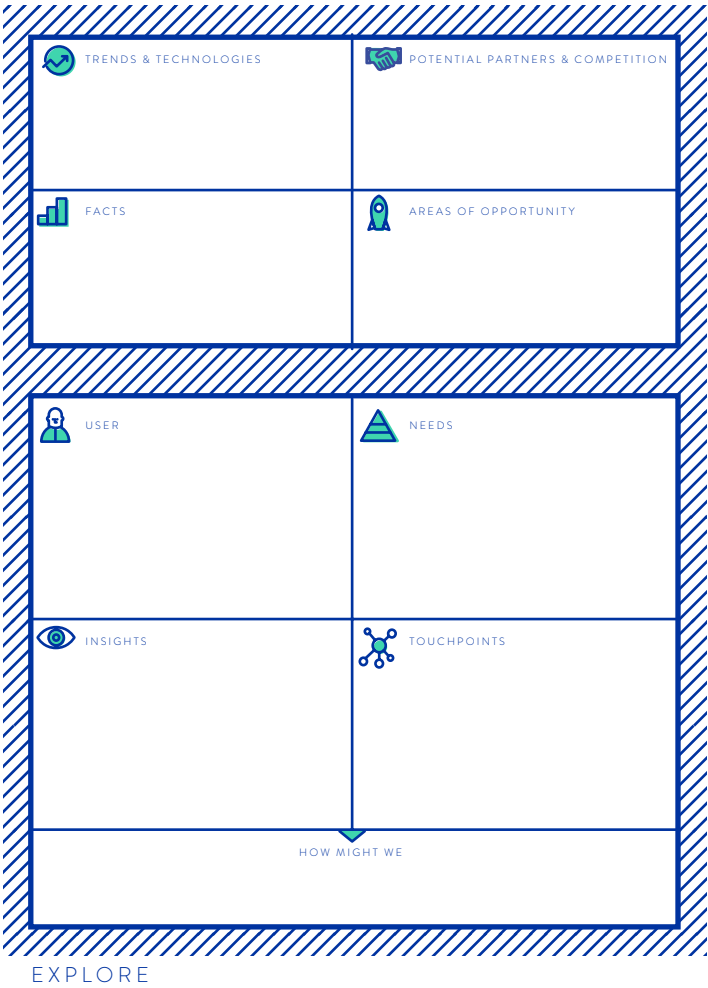 TRENDS & TECHNOLOGIES
POTENTIAL PARTNERS & COMPETITION
FACTS
AREAS OF OPPORTUNITY
USER
NEEDS
INSIGHTS
TOUCHPOINTS
HOW MIGHT WE
EXPLORE